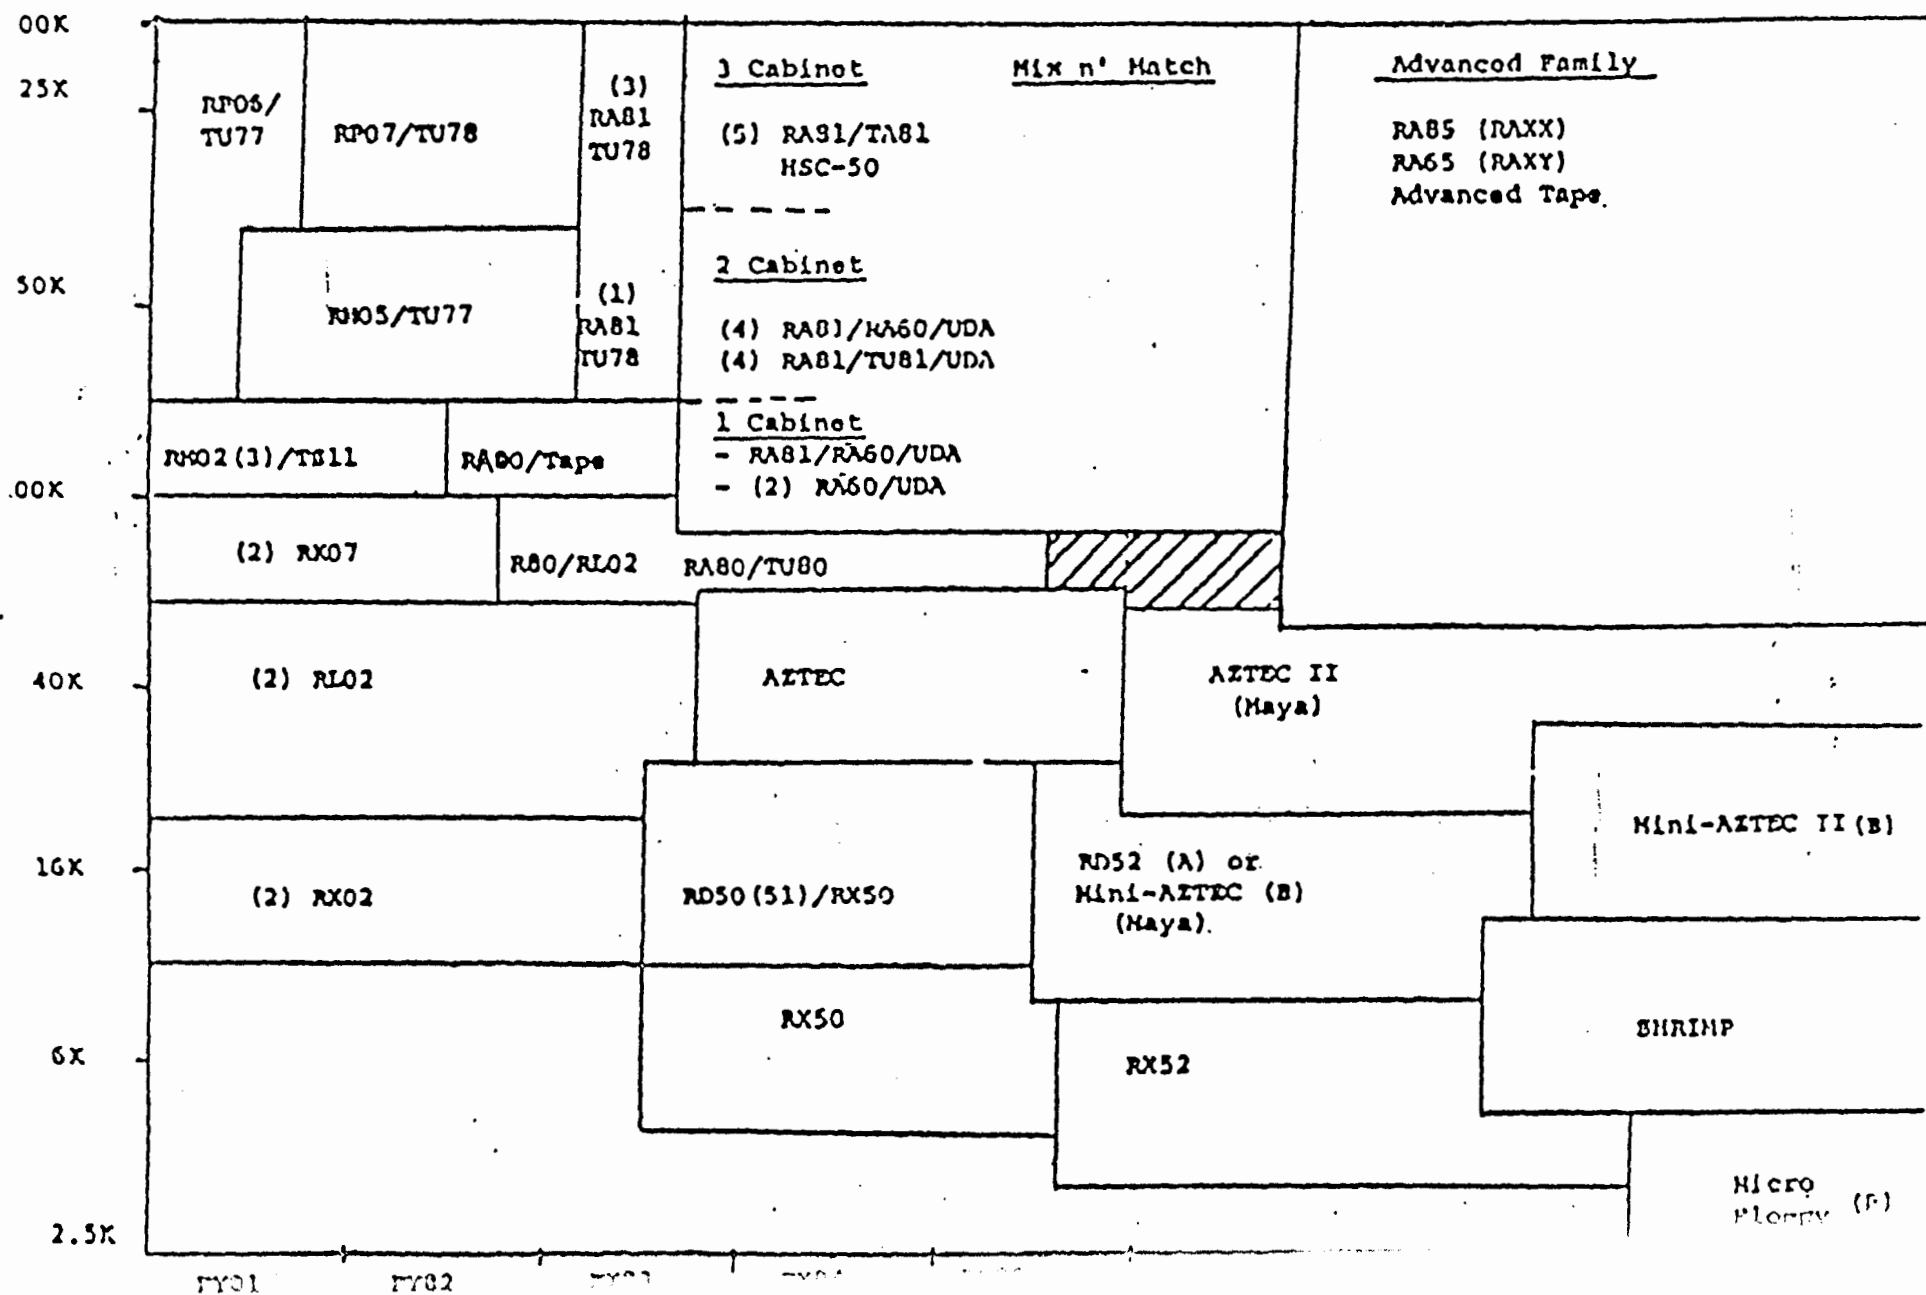 00K
25K
50K
.00K
40K
16K
6K
2.5K
RP06/
TU77
RP07/TU78
(3)
RA81
TU78
RM05/TU77
(1)
RA81
TU78
3 Cabinet
Mix n' Match
(5) RA81/TA81
HSC-50
2 Cabinet
(4) RA81/RA60/UDA
(4) RA81/TU81/UDA
1 Cabinet
- RA81/RA60/UDA
- (2) RA60/UDA
Advanced Family
RA85 (RAXX)
RA65 (RAXY)
Advanced Tape.
RM02(3)/TS11
RA80/Tape
(2) RX07
R80/RL02
RA80/TU80
(2) RL02
AZTEC
AZTEC II
(Maya)
Mini-AZTEC II (B)
(2) RX02
RD50(51)/RX50
RD52 (A) or
Mini-AZTEC (B)
(Maya).
RX50
RX52
SHRIMP
Micro
Floppy
FY81
FY82
FY83
FY84